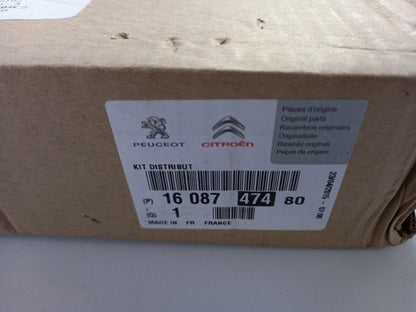 PEUGEOT
CITROËN
Pièces d'origine
Original parts
Recambios originales
Originalteile
Ricambi originali
Peças de origem
KIT DISTRIBUT
(P) 16 087 474 80
(Q) 1
MADE IN FR FRANCE